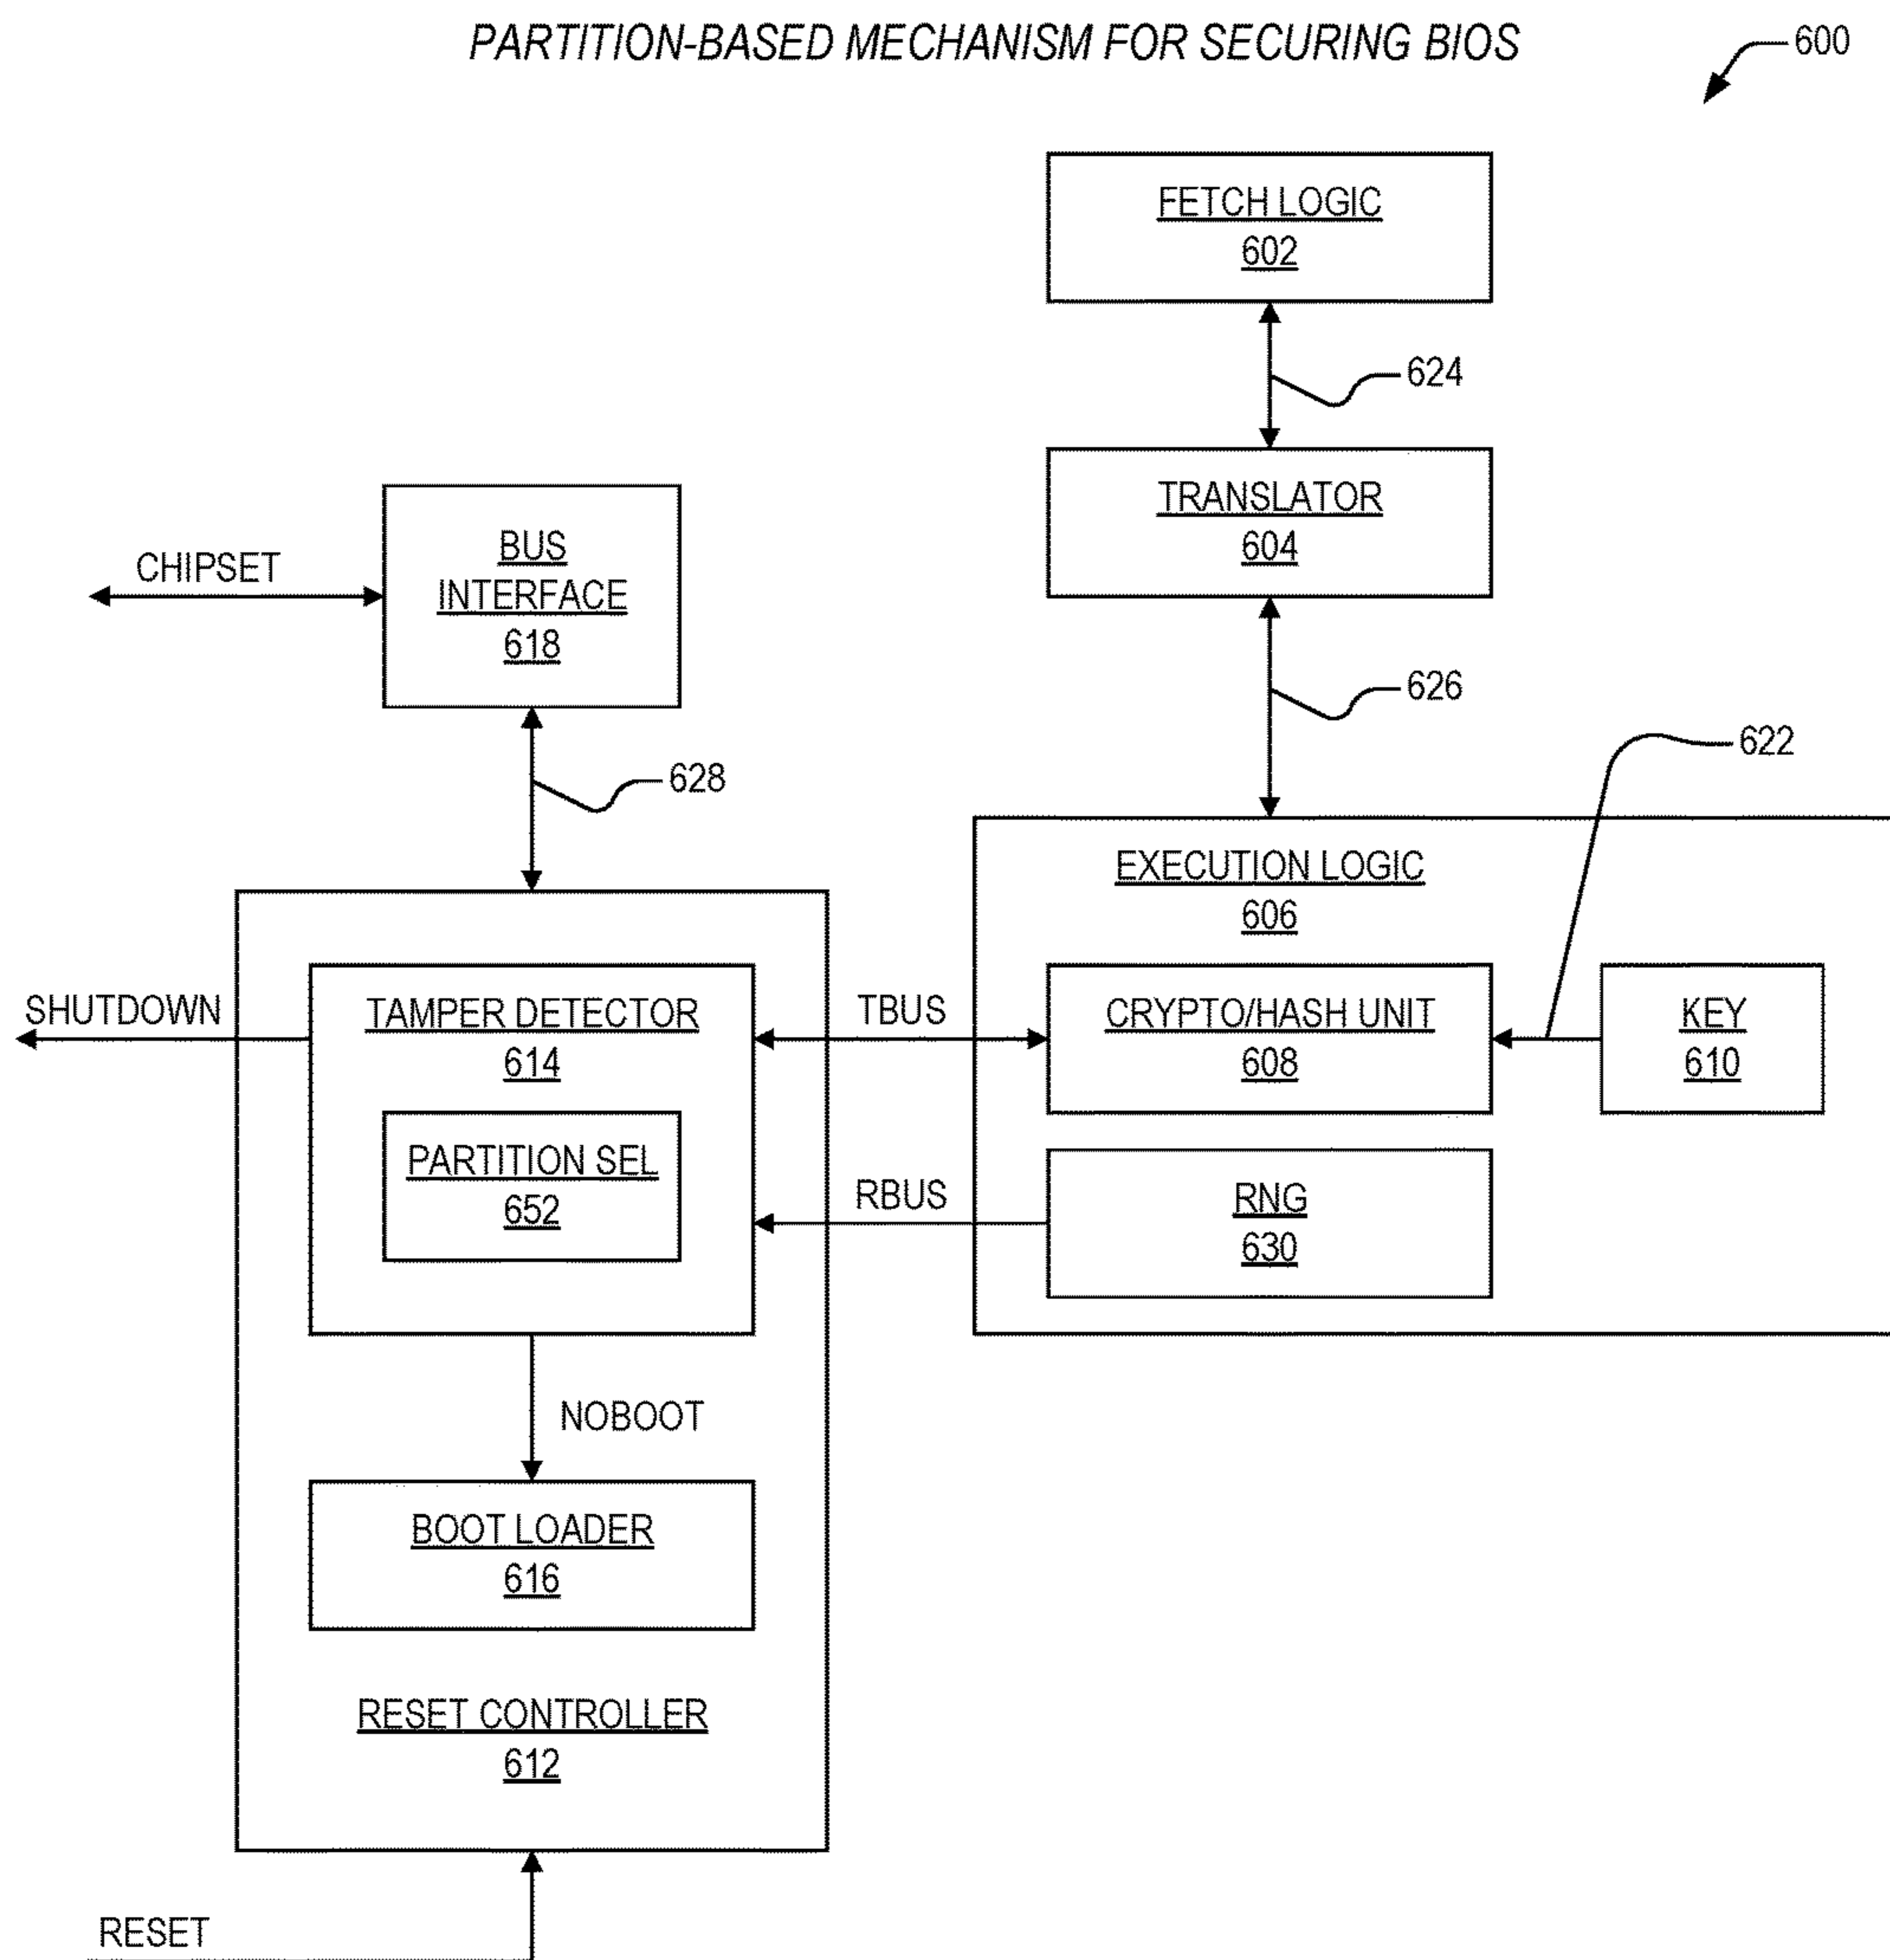 PARTITION-BASED MECHANISM FOR SECURING BIOS
600
FETCH LOGIC
602
624
TRANSLATOR
604
BUS
INTERFACE
618
CHIPSET
626
622
628
EXECUTION LOGIC
606
SHUTDOWN
TAMPER DETECTOR
614
TBUS
CRYPTO/HASH UNIT
608
KEY
610
PARTITION SEL
652
RBUS
RNG
630
NOBOOT
BOOT LOADER
616
RESET CONTROLLER
612
RESET